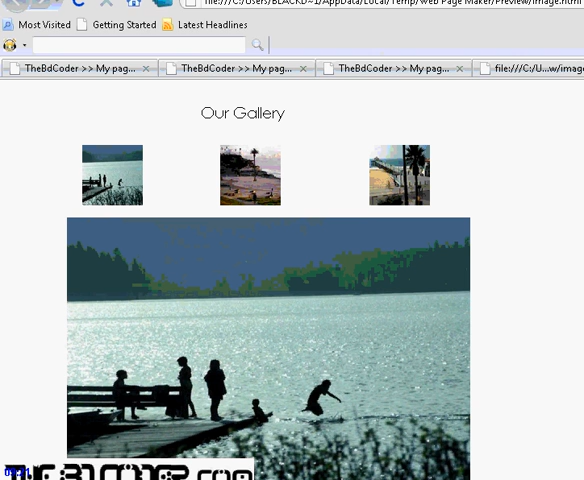 file:///C:/Users/BLACKD~1/AppData/Local/Temp/Web Page Maker/Preview/image.html
Most Visited Getting Started Latest Headlines
TheBdCoder >> My pag... TheBdCoder >> My pag... TheBdCoder >> My pag... file:///C:/U...w/image
Our Gallery